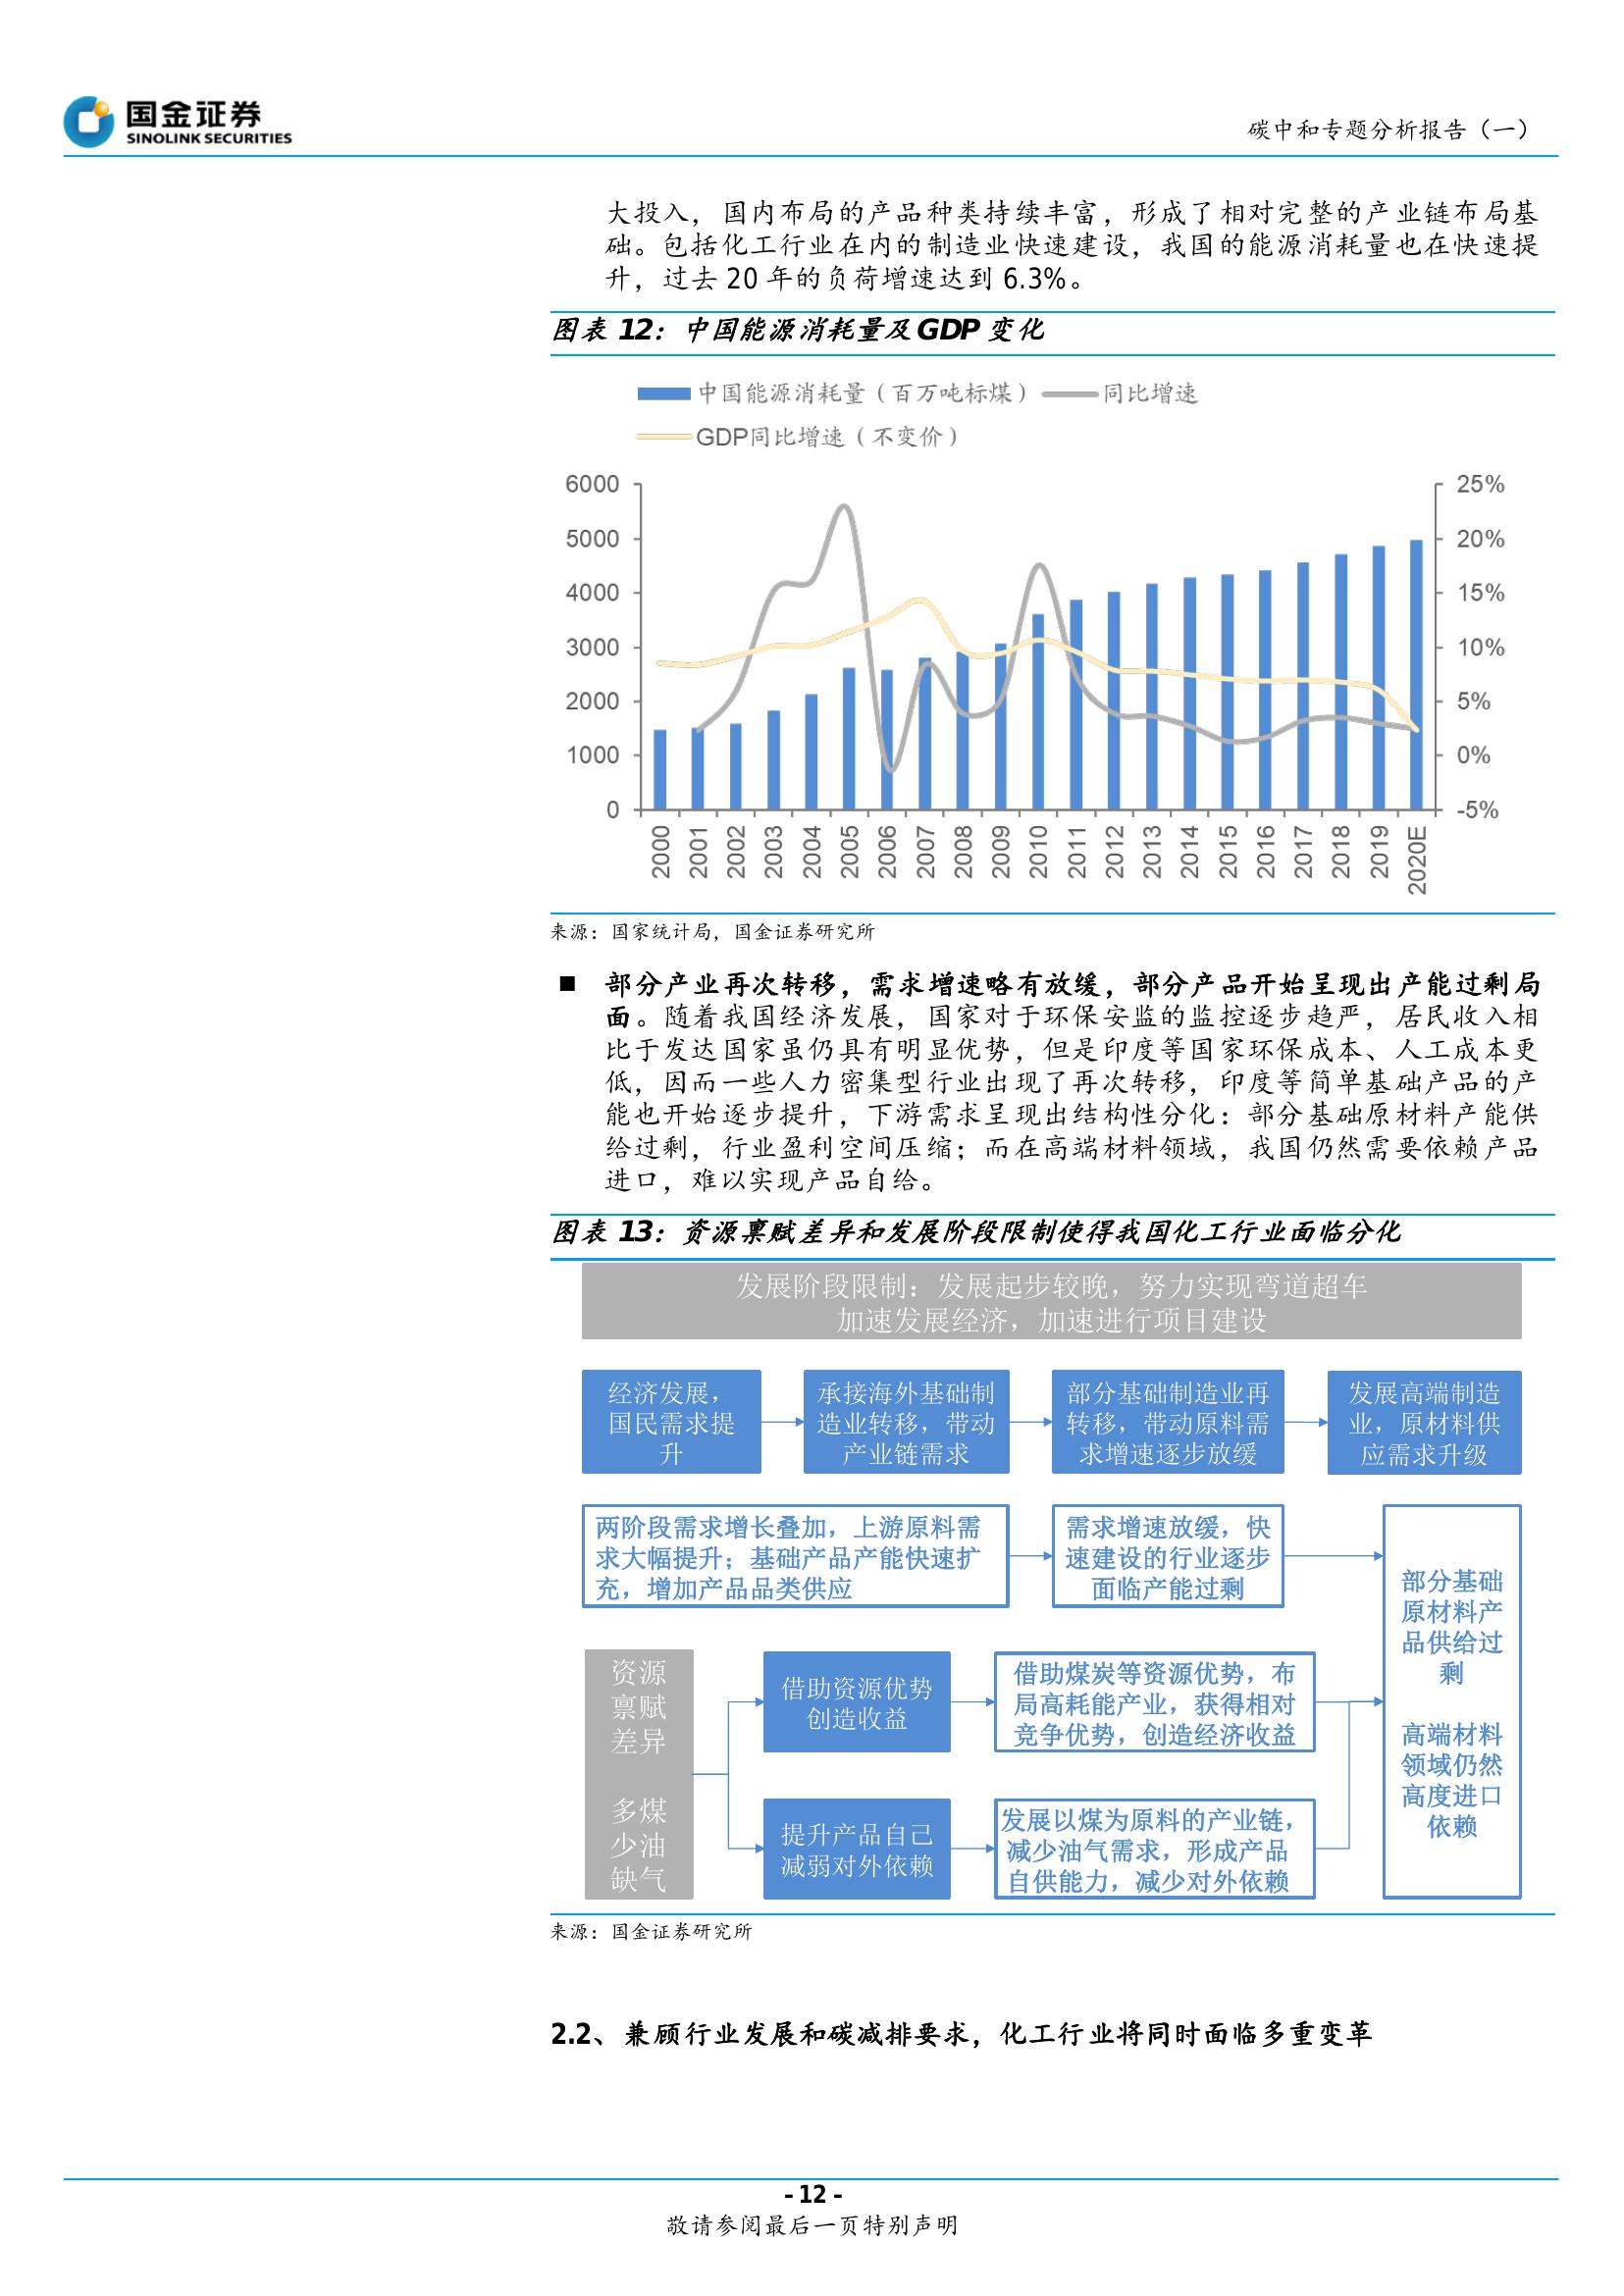 国金证券
SINOLINK SECURITIES
碳中和专题分析报告（一）
大投入，国内布局的产品种类持续丰富，形成了相对完整的产业链布局基
础。包括化工行业在内的制造业快速建设，我国的能源消耗量也在快速提
升，过去 20 年的负荷增速达到 6.3%。
图表 12：中国能源消耗量及 GDP 变化
中国能源消耗量（百万吨标煤）
同比增速
GDP同比增速（不变价）
6000
5000
4000
3000
2000
1000
0
25%
20%
15%
10%
5%
0%
-5%
2000
2001
2002
2003
2004
2005
2006
2007
2008
2009
2010
2011
2012
2013
2014
2015
2016
2017
2018
2019
2020E
来源：国家统计局，国金证券研究所
■ 部分产业再次转移，需求增速略有放缓，部分产品开始呈现出产能过剩局
面。随着我国经济发展，国家对于环保安监的监控逐步趋严，居民收入相
比于发达国家虽仍具有明显优势，但是印度等国家环保成本、人工成本更
低，因而一些人力密集型行业出现了再次转移，印度等简单基础产品的产
能也开始逐步提升，下游需求呈现出结构性分化：部分基础原材料产能供
给过剩，行业盈利空间压缩；而在高端材料领域，我国仍然需要依赖产品
进口，难以实现产品自给。
图表 13：资源禀赋差异和发展阶段限制使得我国化工行业面临分化
发展阶段限制：发展起步较晚，努力实现弯道超车
加速发展经济，加速进行项目建设
经济发展，
国民需求提
升
承接海外基础制
造业转移，带动
产业链需求
部分基础制造业再
转移，带动原料需
求增速逐步放缓
发展高端制造
业，原材料供
应需求升级
两阶段需求增长叠加，上游原料需
求大幅提升；基础产品产能快速扩
充，增加产品品类供应
需求增速放缓，快
速建设的行业逐步
面临产能过剩
部分基础
原材料产
品供给过
剩
高端材料
领域仍然
高度进口
依赖
资源
禀赋
差异
多煤
少油
缺气
借助资源优势
创造收益
借助煤炭等资源优势，布
局高耗能产业，获得相对
竞争优势，创造经济收益
提升产品自己
减弱对外依赖
发展以煤为原料的产业链，
减少油气需求，形成产品
自供能力，减少对外依赖
来源：国金证券研究所
2.2、兼顾行业发展和碳减排要求，化工行业将同时面临多重变革
- 12 -
敬请参阅最后一页特别声明